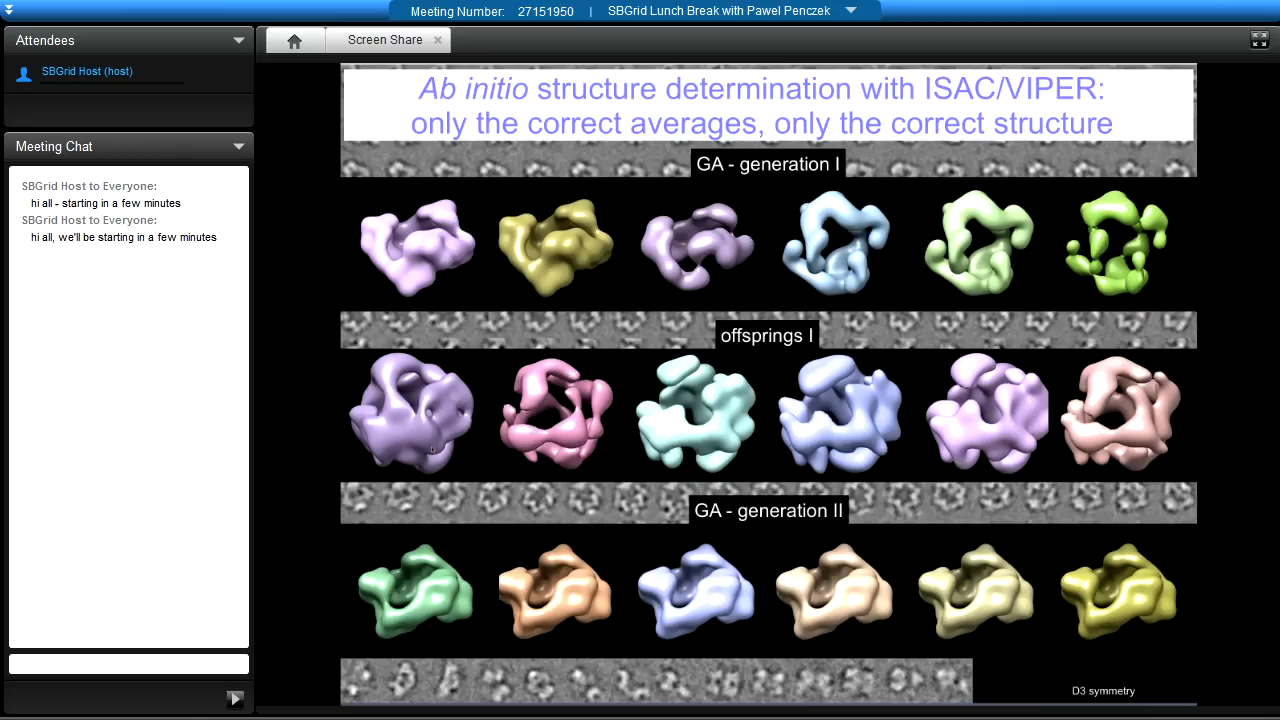 Meeting Number: 27151950 | SBGrid Lunch Break with Pawel Penczek
Attendees
SBGrid Host (host)
Meeting Chat
SBGrid Host to Everyone:
hi all - starting in a few minutes
SBGrid Host to Everyone:
hi all, we'll be starting in a few minutes
Screen Share
Ab initio structure determination with ISAC/VIPER:
only the correct averages, only the correct structure
GA - generation I
offsprings I
GA - generation II
D3 symmetry